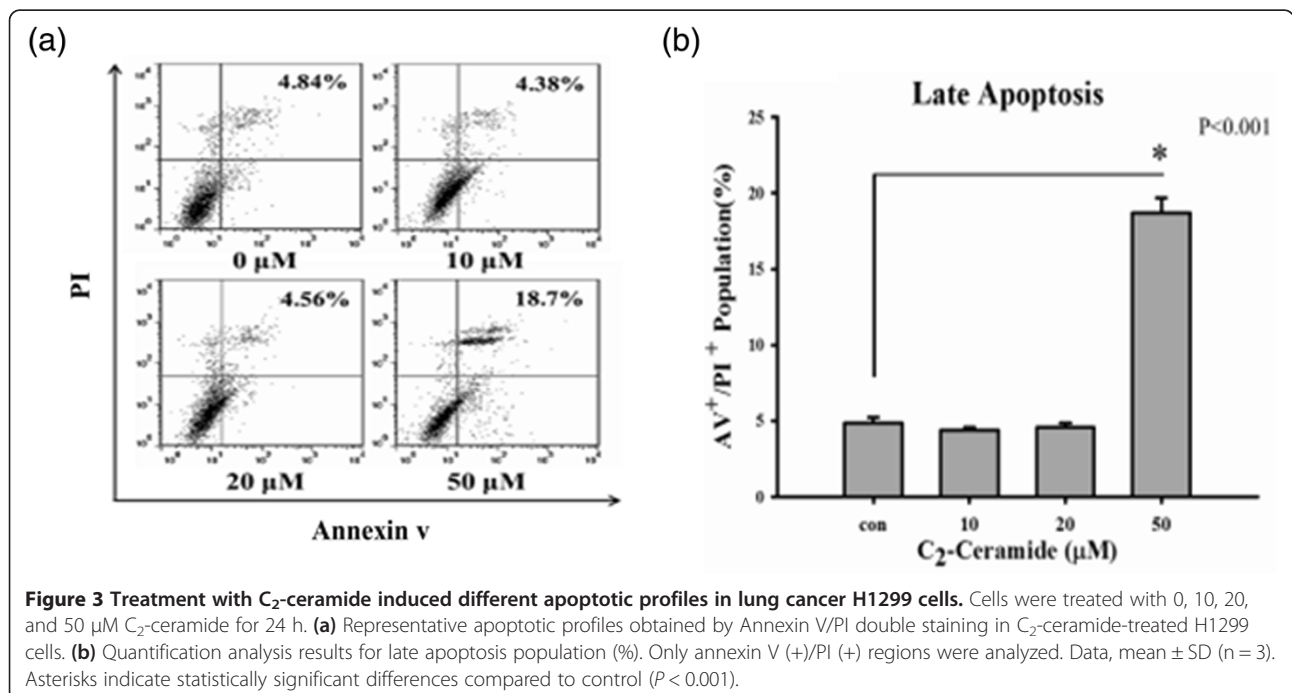 (a)
(b)
4.84%
4.38%
0 µM
10 µM
4.56%
18.7%
20 µM
50 µM
PI
Annexin v
Late Apoptosis
P<0.001
*
AV+/PI + Population(%)
25
20
15
10
5
0
con 10 20 50
C2-Ceramide (µM)
Figure 3 Treatment with C2-ceramide induced different apoptotic profiles in lung cancer H1299 cells. Cells were treated with 0, 10, 20,
and 50 µM C2-ceramide for 24 h. (a) Representative apoptotic profiles obtained by Annexin V/PI double staining in C2-ceramide-treated H1299
cells. (b) Quantification analysis results for late apoptosis population (%). Only annexin V (+)/PI (+) regions were analyzed. Data, mean ± SD (n = 3).
Asterisks indicate statistically significant differences compared to control (P < 0.001).